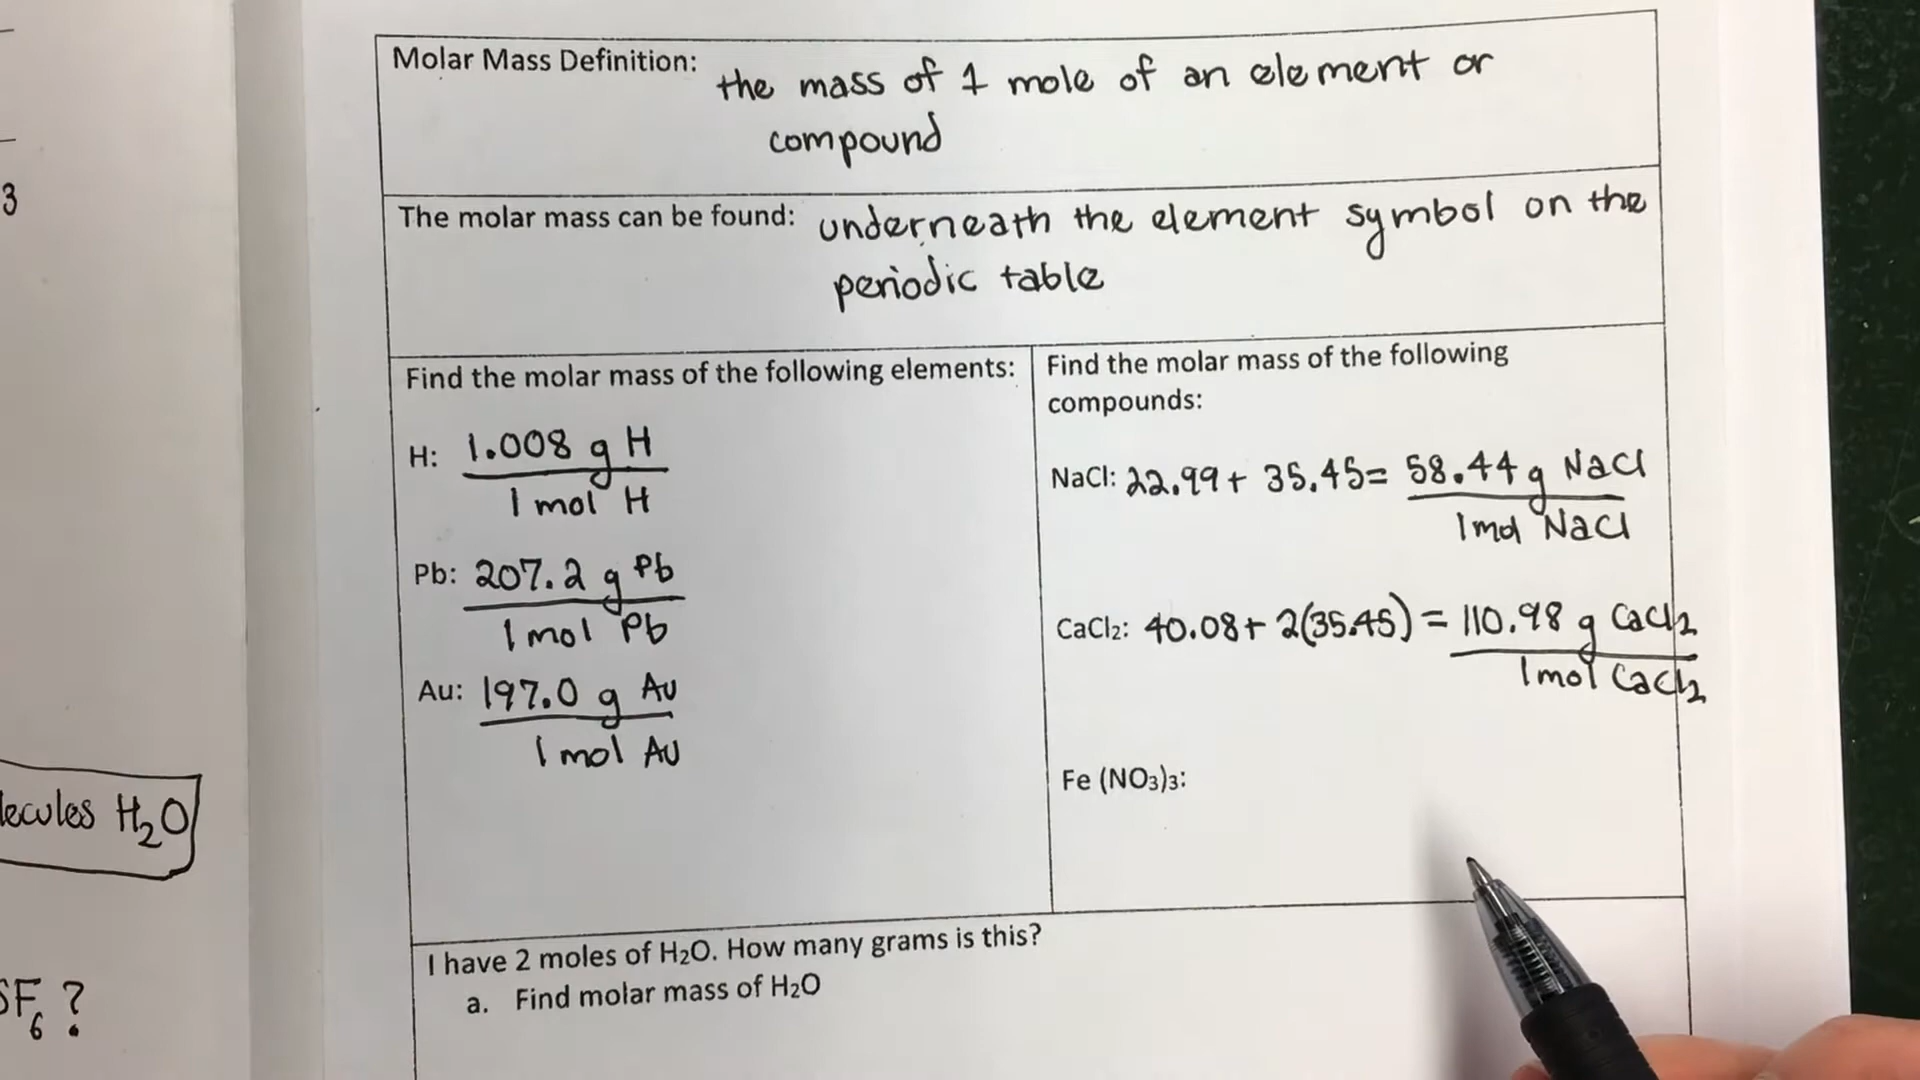 3
Molar Mass Definition: the mass of 1 mole of an element or
compound
The molar mass can be found: underneath the element symbol on the
periodic table
Find the molar mass of the following elements:
H: 1.008 g H
1 mol H
Pb: 207.2 g Pb
1 mol Pb
Au: 197.0 g Au
1 mol Au
Find the molar mass of the following
compounds:
NaCl: 22.99 + 35.45 = 58.44 g NaCl
1 mol NaCl
CaCl₂: 40.08 + 2(35.45) = 110.98 g CaCl₂
1 mol CaCl₂
Fe (NO₃)₃:
lecules H₂O
SF₆ ?
I have 2 moles of H₂O. How many grams is this?
a. Find molar mass of H₂O